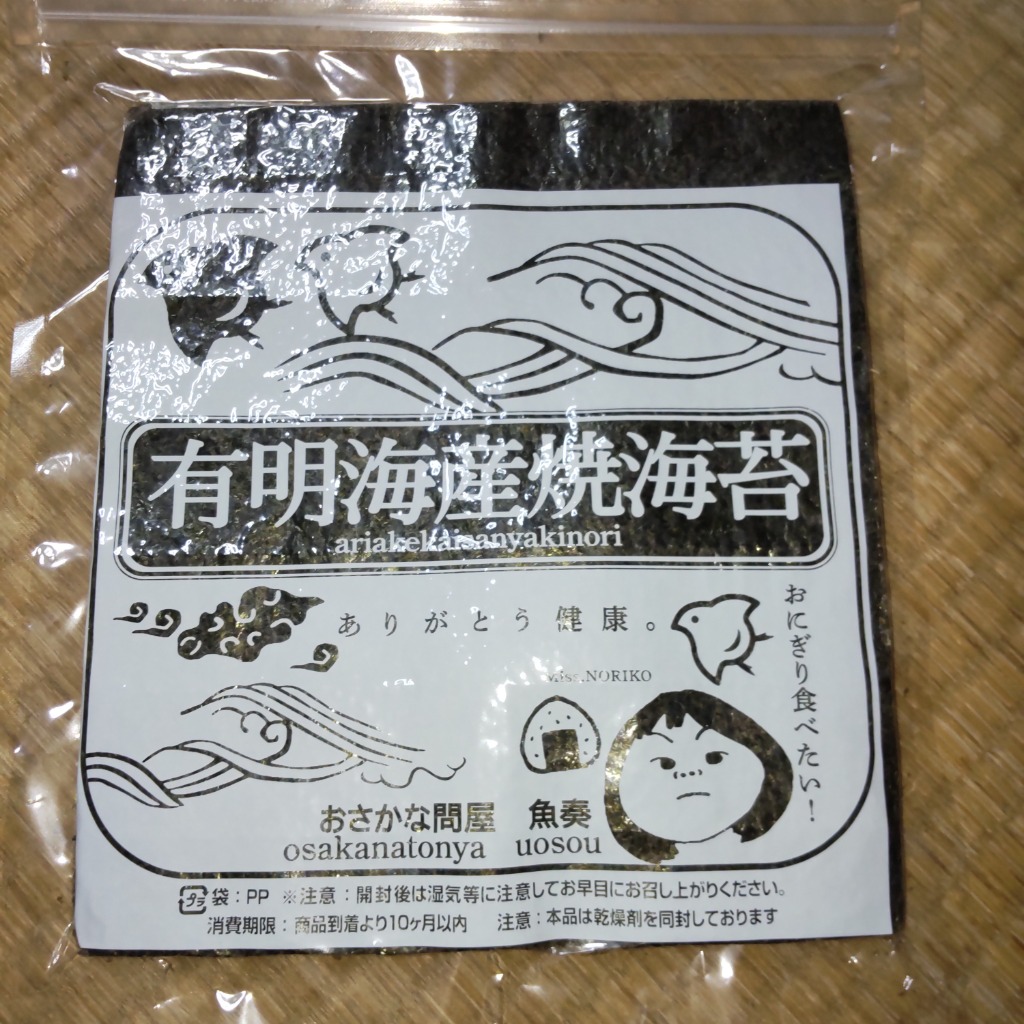 有明海産焼海苔
ariakekaisanyakinori
ありがとう健康。
おにぎり食べたい！
Miss.NORIKO
おさかな問屋 魚奏
osakanatonya uosou
プラ 袋：PP ※注意：開封後は湿気等に注意してお早目にお召し上がりください。
消費期限：商品到着より10ヶ月以内 注意：本品は乾燥剤を同封しております